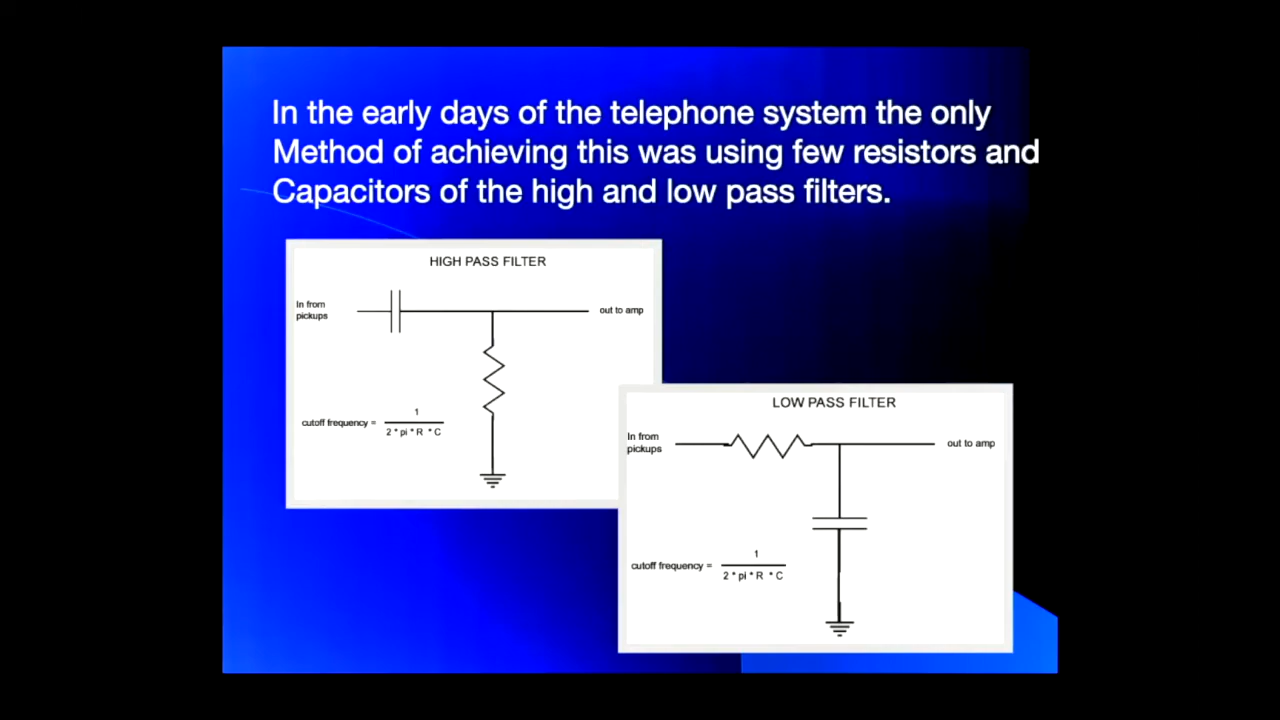 In the early days of the telephone system the only
Method of achieving this was using few resistors and
Capacitors of the high and low pass filters.
HIGH PASS FILTER
In from
pickups
out to amp
cutoff frequency =
1
2 * pi * R * C
LOW PASS FILTER
In from
pickups
out to amp
cutoff frequency =
1
2 * pi * R * C